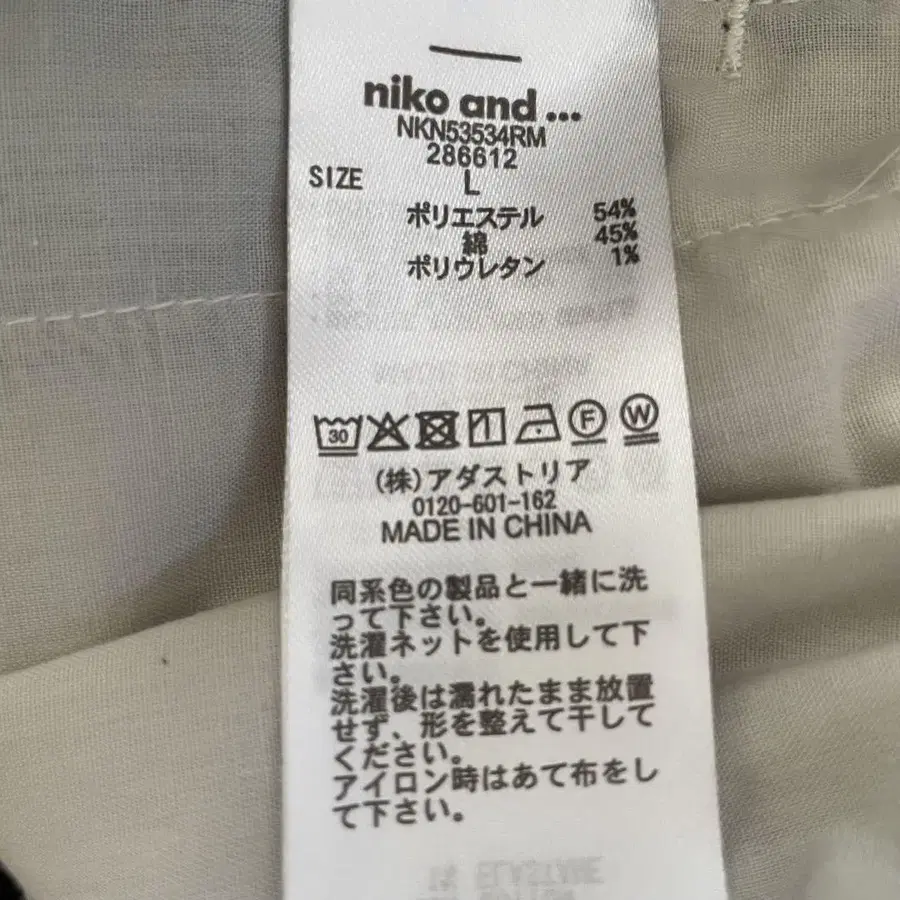 niko and ...
NKN53534RM
286612
SIZE L
ポリエステル 54%
綿 45%
ポリウレタン 1%
30 F W
(株)アダストリア
0120-601-162
MADE IN CHINA
同系色の製品と一緒に洗
って下さい。
洗濯ネットを使用して下
さい。
洗濯後は濡れたまま放置
せず、形を整えて干して
ください。
アイロン時はあて布をし
て下さい。